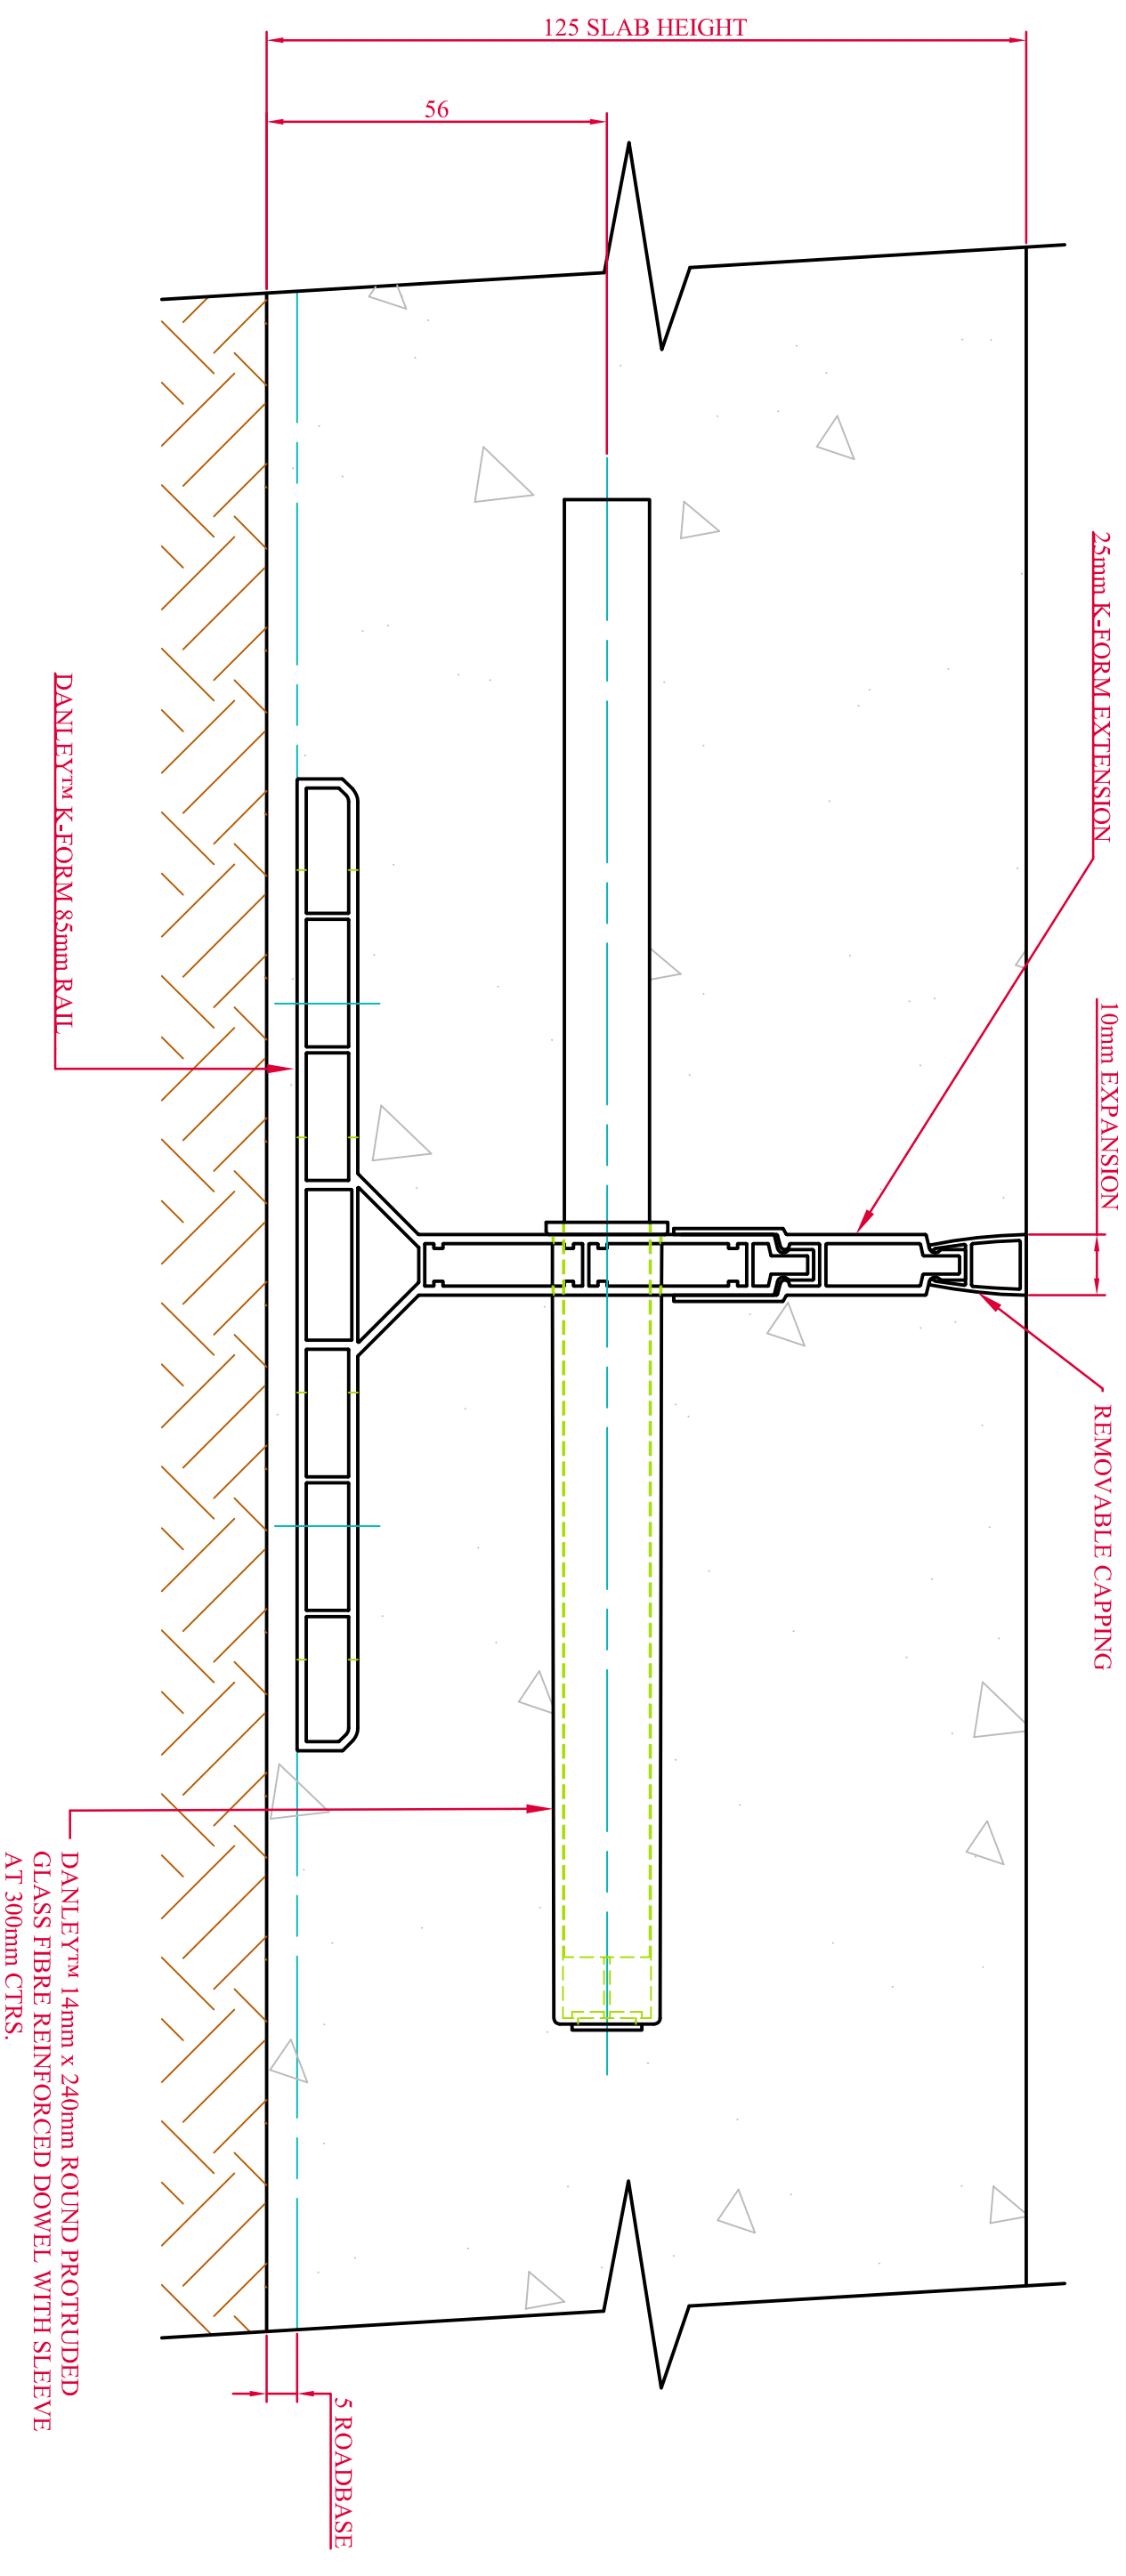 125 SLAB HEIGHT
56
25mm K-FORM EXTENSION
10mm EXPANSION
REMOVABLE CAPPING
DANLEY™ K-FORM 85mm RAIL
DANLEY™ 14mm x 240mm ROUND PROTRUDED
GLASS FIBRE REINFORCED DOWEL WITH SLEEVE
AT 300mm CTRS.
5 ROADBASE